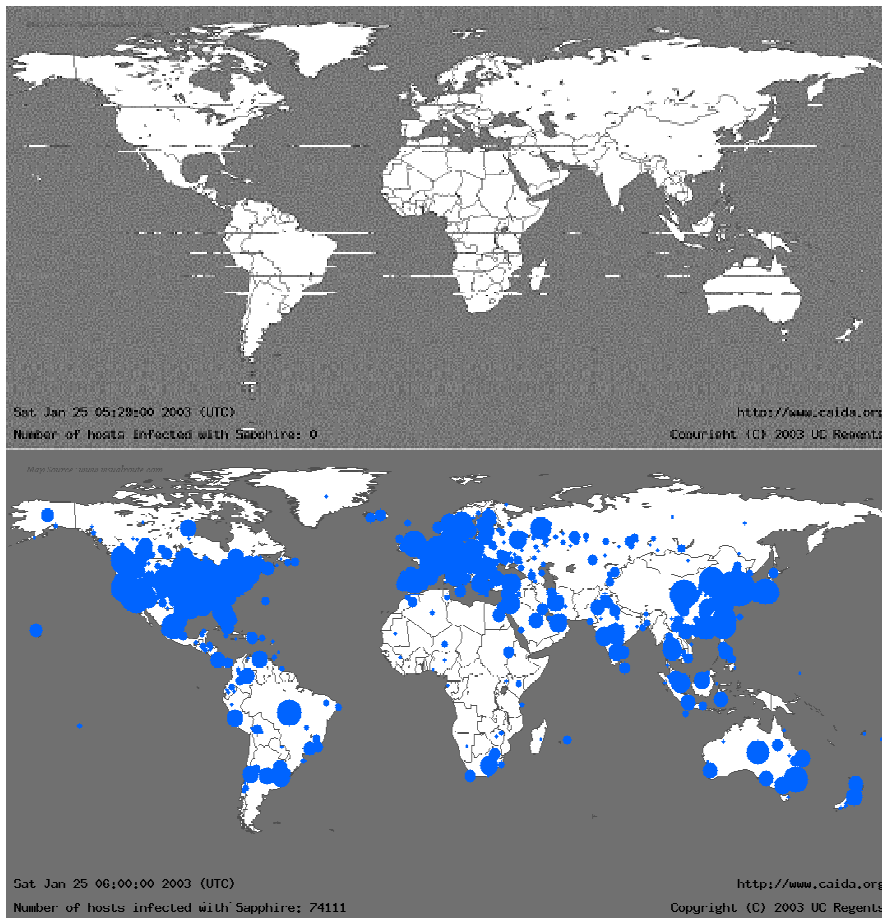 Sat Jan 25 05:29:00 2003 (UTC)
http://www.caida.org
Number of hosts infected with Sapphire: 0
Copyright (C) 2003 UC Regents
Map Source: www.visualroute.com
Sat Jan 25 06:00:00 2003 (UTC)
http://www.caida.org
Number of hosts infected with Sapphire: 74111
Copyright (C) 2003 UC Regents